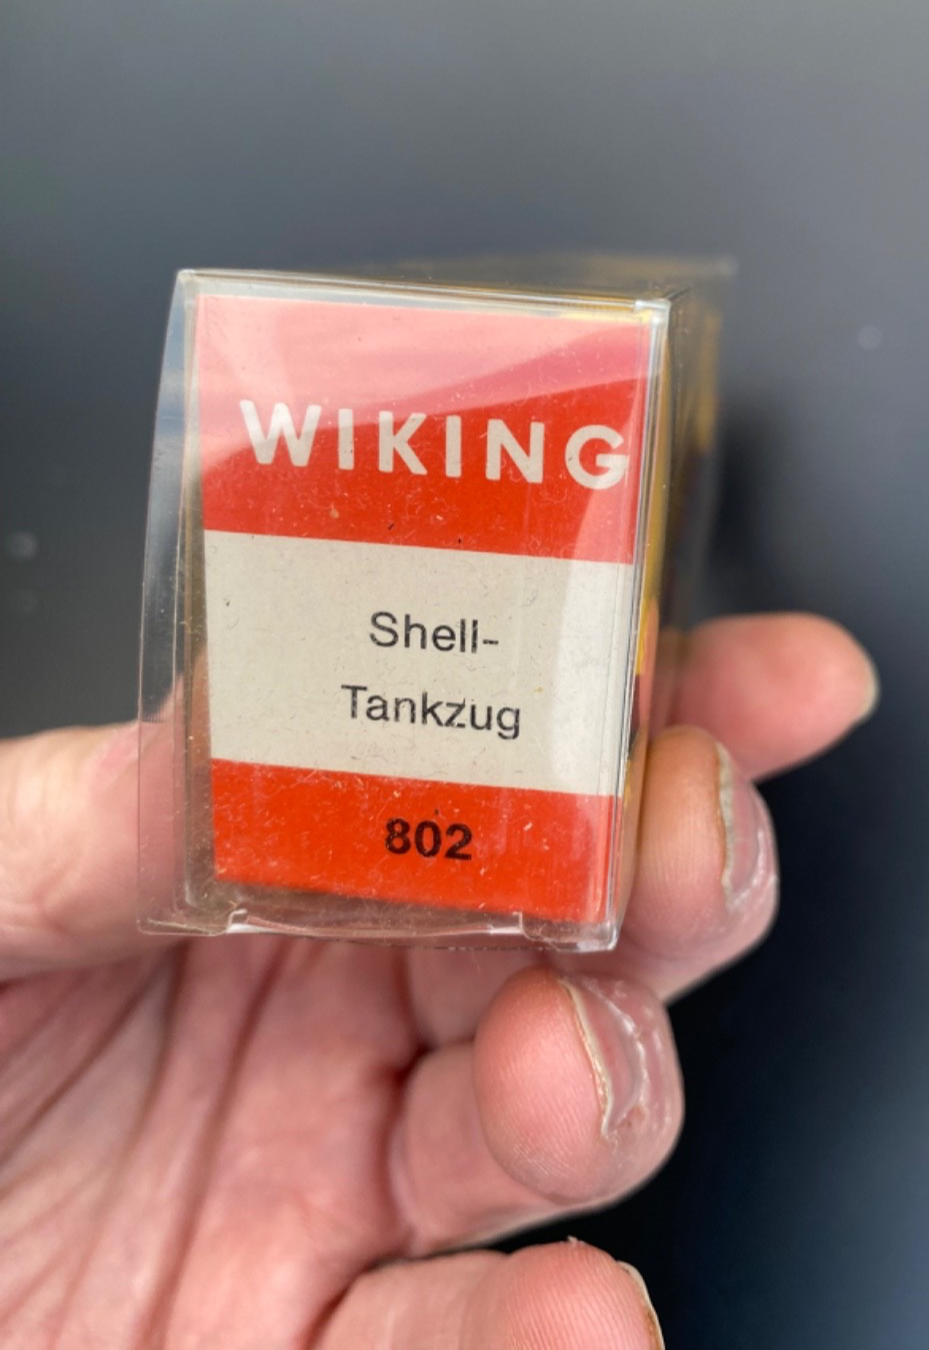 WIKING
Shell-
Tankzug
802